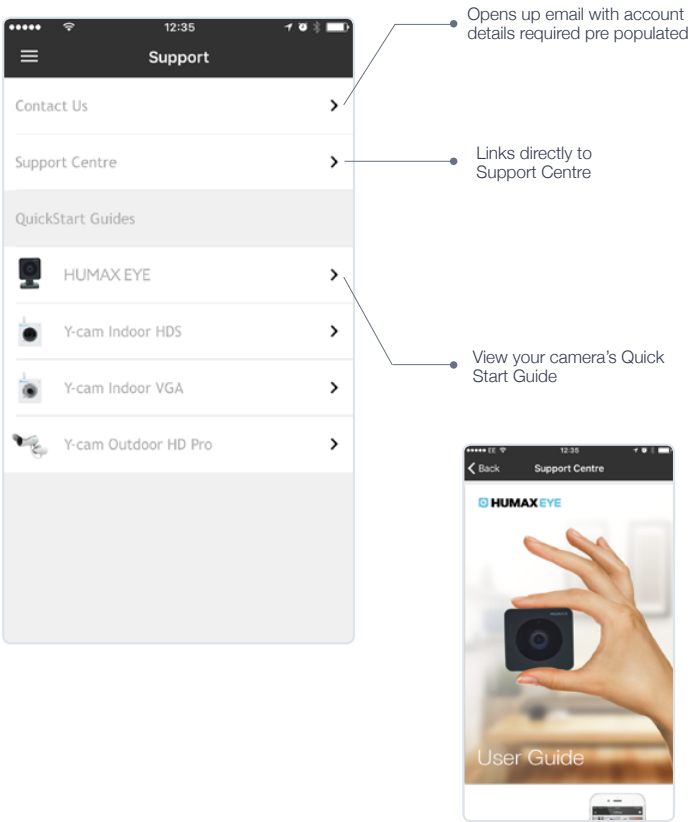 12:35
Support
Contact Us
Support Centre
QuickStart Guides
HUMAX EYE
Y-cam Indoor HDS
Y-cam Indoor VGA
Y-cam Outdoor HD Pro
Opens up email with account
details required pre populated
Links directly to
Support Centre
View your camera's Quick
Start Guide
EE
12:35
Back
Support Centre
HUMAX EYE
User Guide